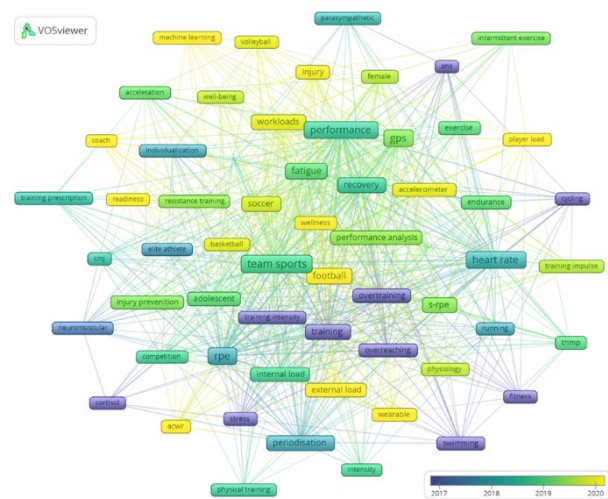 VOSviewer
parasympathetic
machine learning
volleyball
intermittent exercise
injury
female
ans
acceleration
well-being
workloads
performance
gps
exercise
coach
individualization
player load
fatigue
recovery
accelerometer
training prescription
readiness
resistance training
soccer
endurance
cycling
wellness
performance analysis
cmj
elite athlete
basketball
team sports
football
heart rate
training impulse
injury prevention
adolescent
overtraining
s-rpe
neuromuscular
training intensity
training
running
competition
rpe
overreaching
trimp
internal load
physiology
cortisol
external load
fitness
acwr
stress
wearable
periodisation
swimming
intensity
physical training
2017 2018 2019 2020